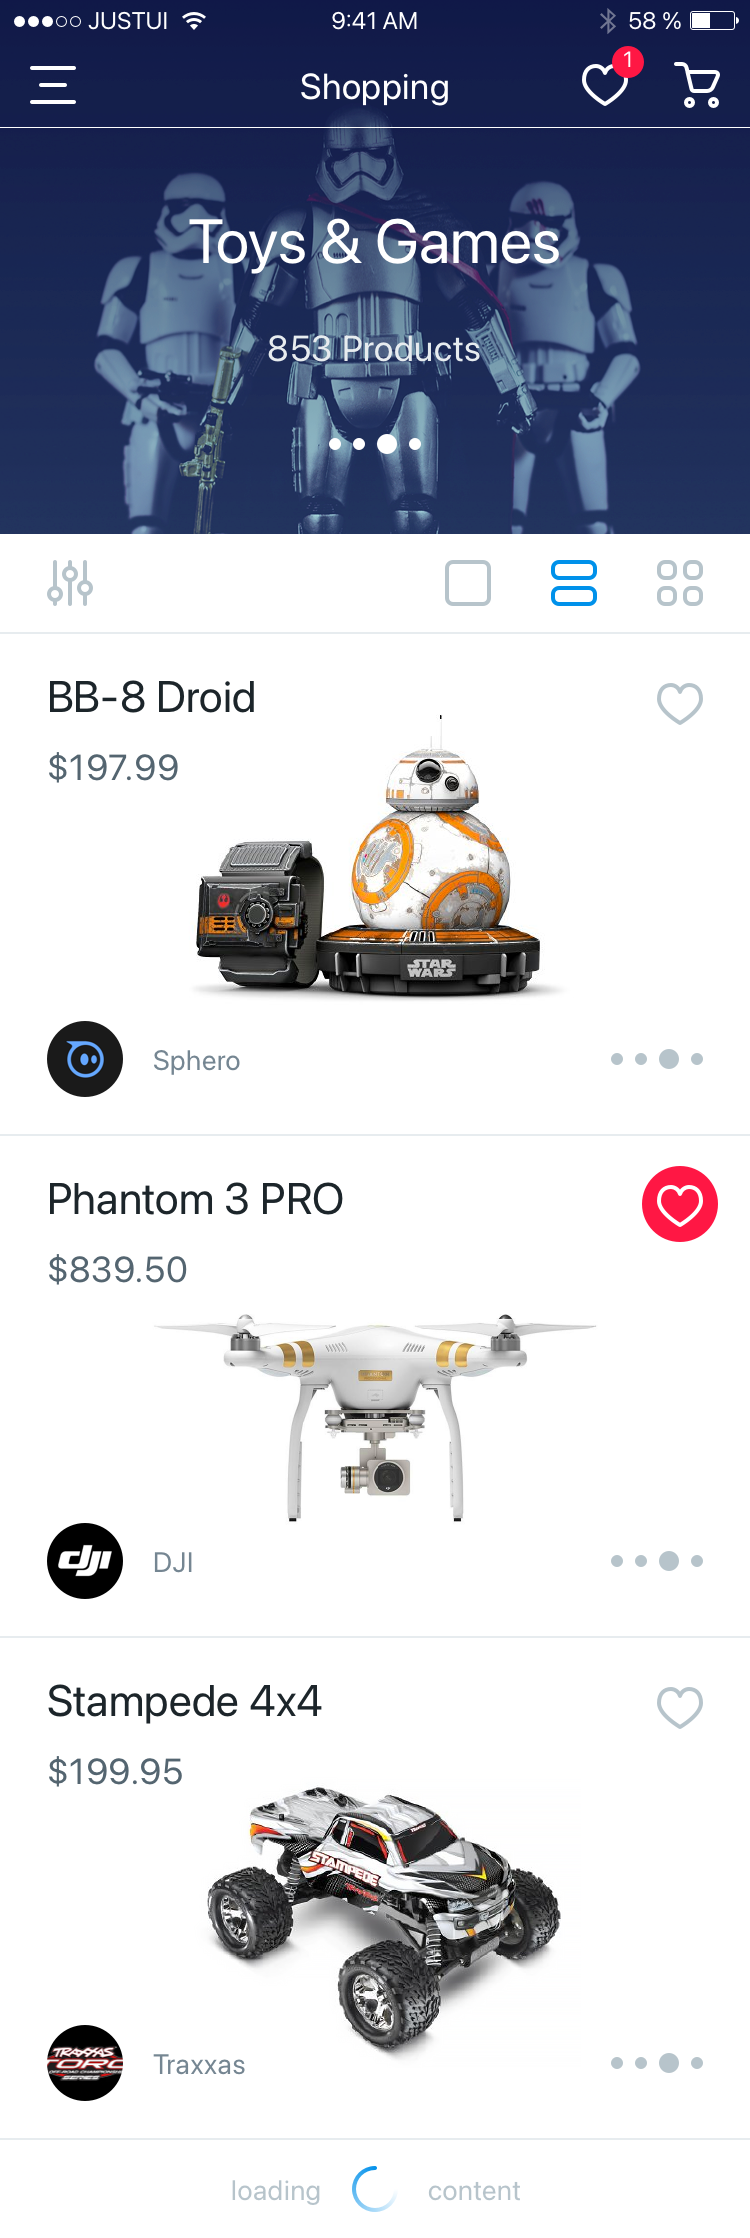 JUSTUI 9:41 AM 58 %
Shopping
1
Toys & Games
853 Products
BB-8 Droid
$197.99
STAR
WARS
Sphero
Phantom 3 PRO
$839.50
dji
DJI
Stampede 4x4
$199.95
STAMPEDE
TRAXXAS
Traxxas
loading content